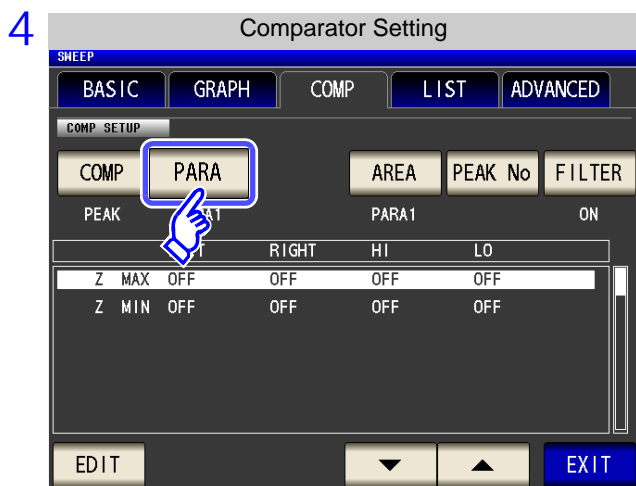 4 Comparator Setting
SWEEP
BASIC GRAPH COMP LIST ADVANCED
COMP SETUP
COMP PARA AREA PEAK No FILTER
PEAK PARA1 ON
RIGHT HI LO
Z MAX OFF OFF OFF OFF
Z MIN OFF OFF OFF OFF
EDIT EXIT